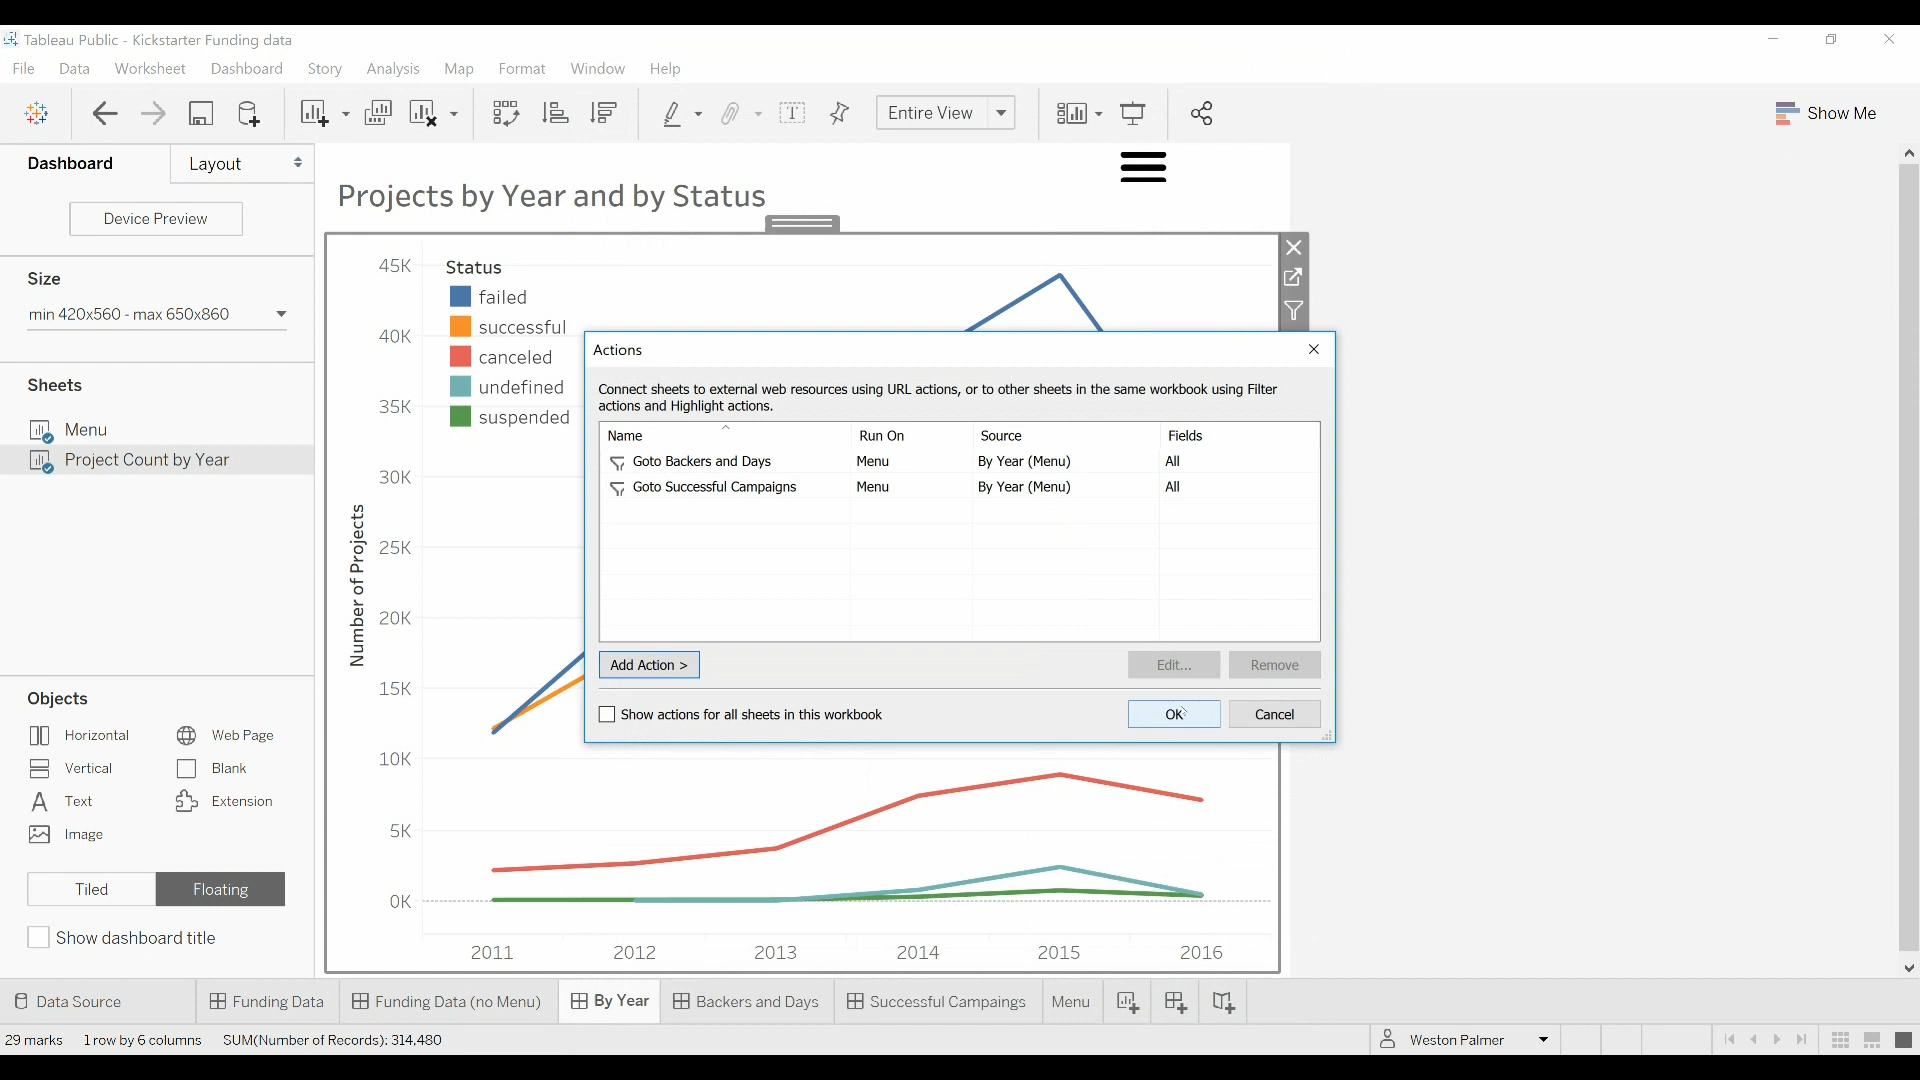 Tableau Public - Kickstarter Funding data
File Data Worksheet Dashboard Story Analysis Map Format Window Help
Entire View
Show Me
Dashboard
Layout
Device Preview
Size
min 420x560 - max 650x860
Sheets
Menu
Project Count by Year
Objects
Horizontal
Web Page
Vertical
Blank
Text
Extension
Image
Tiled
Floating
Show dashboard title
Projects by Year and by Status
Number of Projects
45K
40K
35K
30K
25K
20K
15K
10K
5K
0K
Status
failed
successful
canceled
undefined
suspended
2011 2012 2013 2014 2015 2016
Actions
Connect sheets to external web resources using URL actions, or to other sheets in the same workbook using Filter
actions and Highlight actions.
Name Run On Source Fields
Goto Backers and Days Menu By Year (Menu) All
Goto Successful Campaigns Menu By Year (Menu) All
Add Action >
Edit...
Remove
Show actions for all sheets in this workbook
OK
Cancel
Data Source Funding Data Funding Data (no Menu) By Year Backers and Days Successful Campaings Menu
29 marks 1 row by 6 columns SUM(Number of Records): 314,480
Weston Palmer